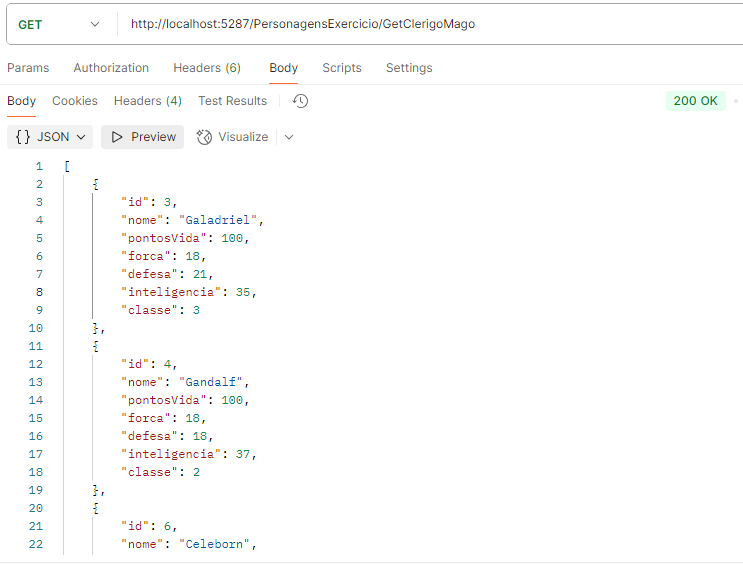 GET http://localhost:5287/PersonagensExercicio/GetClerigoMago
Params Authorization Headers (6) Body Scripts Settings
Body Cookies Headers (4) Test Results 200 OK
{ } JSON Preview Visualize
1 [
2 {
3 "id": 3,
4 "nome": "Galadriel",
5 "pontosVida": 100,
6 "forca": 18,
7 "defesa": 21,
8 "inteligencia": 35,
9 "classe": 3
10 },
11 {
12 "id": 4,
13 "nome": "Gandalf",
14 "pontosVida": 100,
15 "forca": 18,
16 "defesa": 18,
17 "inteligencia": 37,
18 "classe": 2
19 },
20 {
21 "id": 6,
22 "nome": "Celeborn",